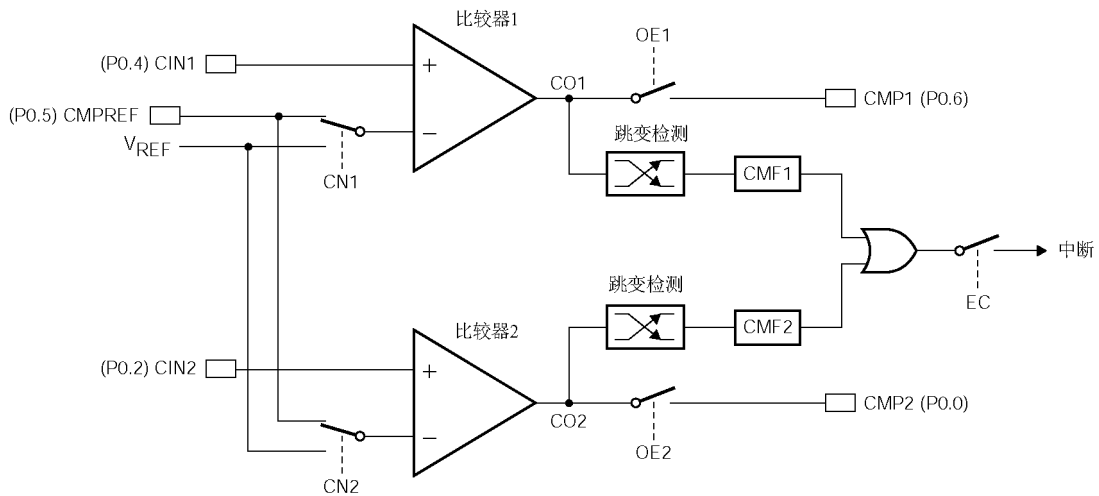 比较器1
OE1
(P0.4) CIN1
+
CO1
CMP1 (P0.6)
(P0.5) CMPREF
−
VREF
CN1
跳变检测
CMF1
中断
EC
跳变检测
CMF2
比较器2
(P0.2) CIN2
+
CO2
CMP2 (P0.0)
−
OE2
CN2